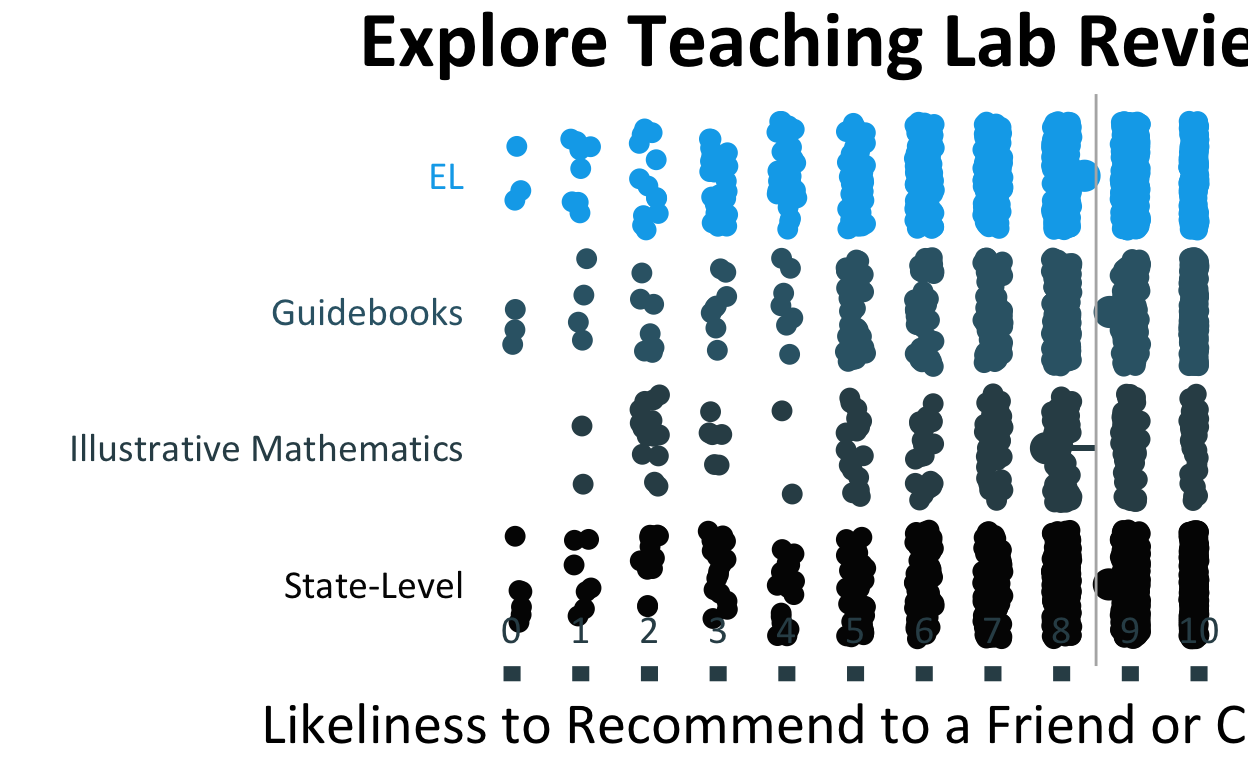 Explore Teaching Lab Revie
EL
Guidebooks
Illustrative Mathematics
State-Level
0 1 2 3 4 5 6 7 8 9 10
Likeliness to Recommend to a Friend or C